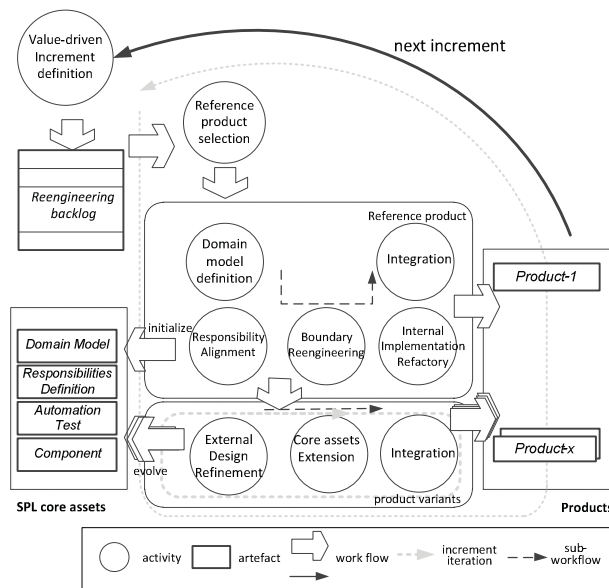 Value-driven
Increment
definition
next increment
Reference
product
selection
Reengineering
backlog
Reference product
Domain
model
definition
Integration
Product-1
initialize
Responsibility
Alignment
Boundary
Reengineering
Internal
Implementation
Refactory
Domain Model
Responsibilities
Definition
Automation
Test
Component
External
Design
Refinement
Core assets
Extension
Integration
Product-x
evolve
product variants
SPL core assets
Products
activity
artefact
work flow
increment
iteration
sub-
workflow